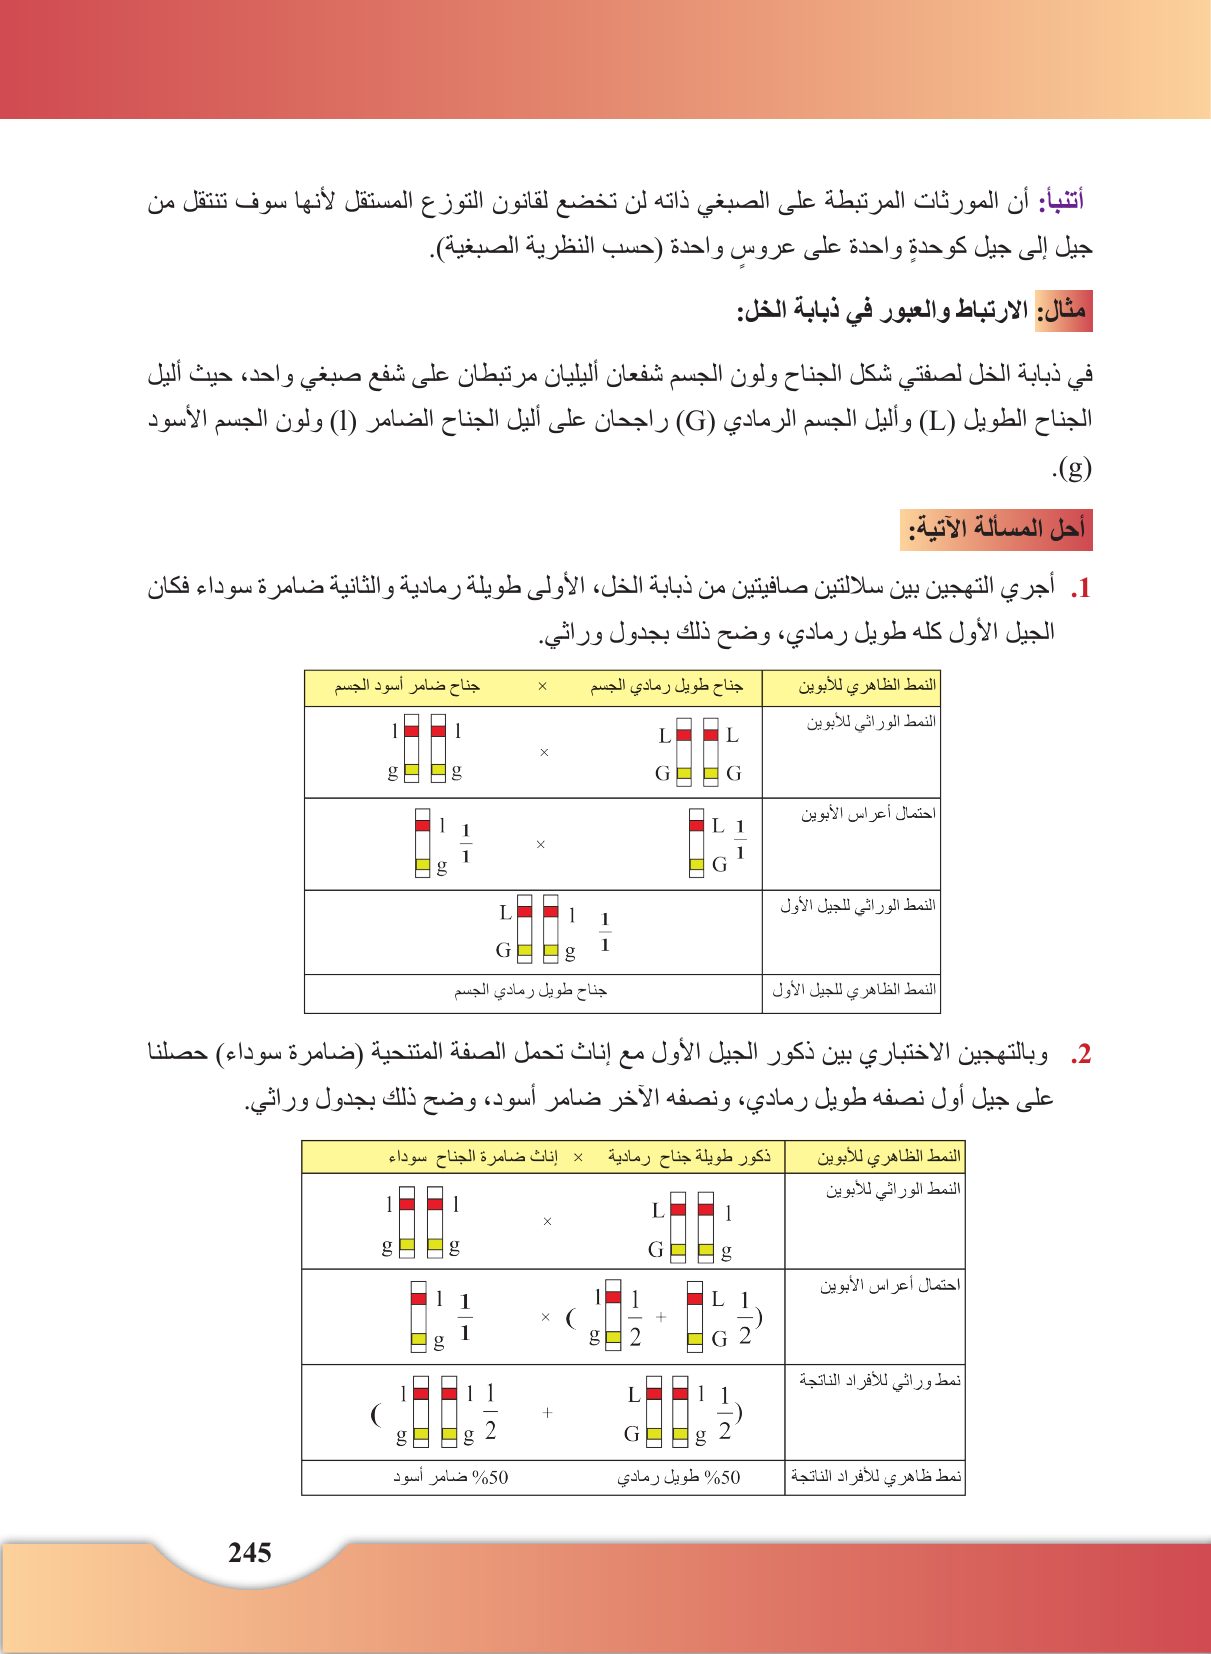 أتنبأ: أن المورثات المرتبطة على الصبغي ذاته لن تخضع لقانون التوزع المستقل لأنها سوف تنتقل من
جيل إلى جيل كوحدةٍ واحدة على عروسٍ واحدة (حسب النظرية الصبغية).
مثال: الارتباط والعبور في ذبابة الخل:
في ذبابة الخل لصفتي شكل الجناح ولون الجسم شفعان أليليان مرتبطان على شفع صبغي واحد، حيث أليل
الجناح الطويل (L) وأليل الجسم الرمادي (G) راجحان على أليل الجناح الضامر (l) ولون الجسم الأسود
(g).
أحل المسألة الآتية:
1. أجري التهجين بين سلالتين صافيتين من ذبابة الخل، الأولى طويلة رمادية والثانية ضامرة سوداء فكان
الجيل الأول كله طويل رمادي، وضح ذلك بجدول وراثي.
النمط الظاهري للأبوين جناح طويل رمادي الجسم × جناح ضامر أسود الجسم
النمط الوراثي للأبوين
L L × l l
G G g g
احتمال أعراس الأبوين
L 1/1 × l 1/1
G g
النمط الوراثي للجيل الأول
L l 1/1
G g
النمط الظاهري للجيل الأول جناح طويل رمادي الجسم
2. وبالتهجين الاختباري بين ذكور الجيل الأول مع إناث تحمل الصفة المتنحية (ضامرة سوداء) حصلنا
على جيل أول نصفه طويل رمادي، ونصفه الآخر ضامر أسود، وضح ذلك بجدول وراثي.
النمط الظاهري للأبوين ذكور طويلة جناح رمادية × إناث ضامرة الجناح سوداء
النمط الوراثي للأبوين
L l × l l
G g g g
احتمال أعراس الأبوين
(L 1/2 + l 1/2) × l 1/1
G g g
نمط وراثي للأفراد الناتجة
(L l 1/2 + l l 1/2)
G g g g
نمط ظاهري للأفراد الناتجة 50% طويل رمادي 50% ضامر أسود
245